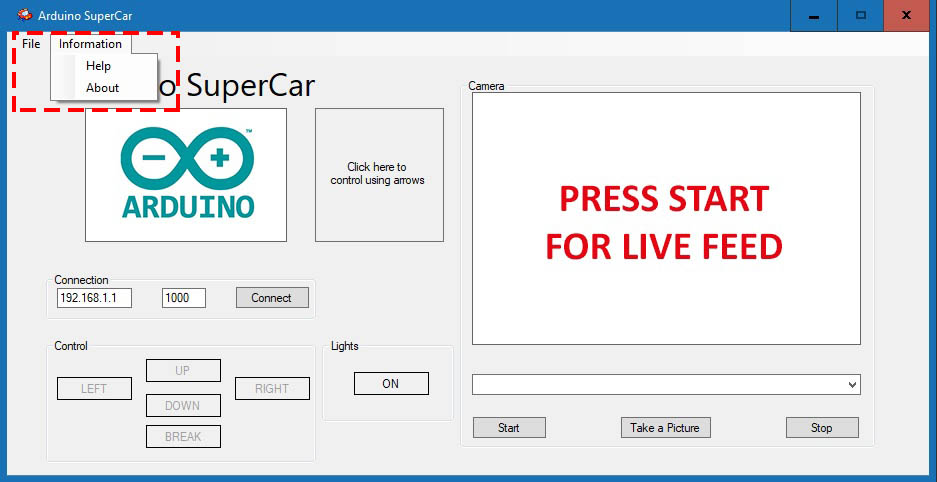 Arduino SuperCar
File Information
Help
About
o SuperCar
™
ARDUINO
Click here to
control using arrows
Connection
192.168.1.1 1000 Connect
Control
LEFT UP RIGHT
DOWN
BREAK
Lights
ON
Camera
PRESS START
FOR LIVE FEED
Start Take a Picture Stop